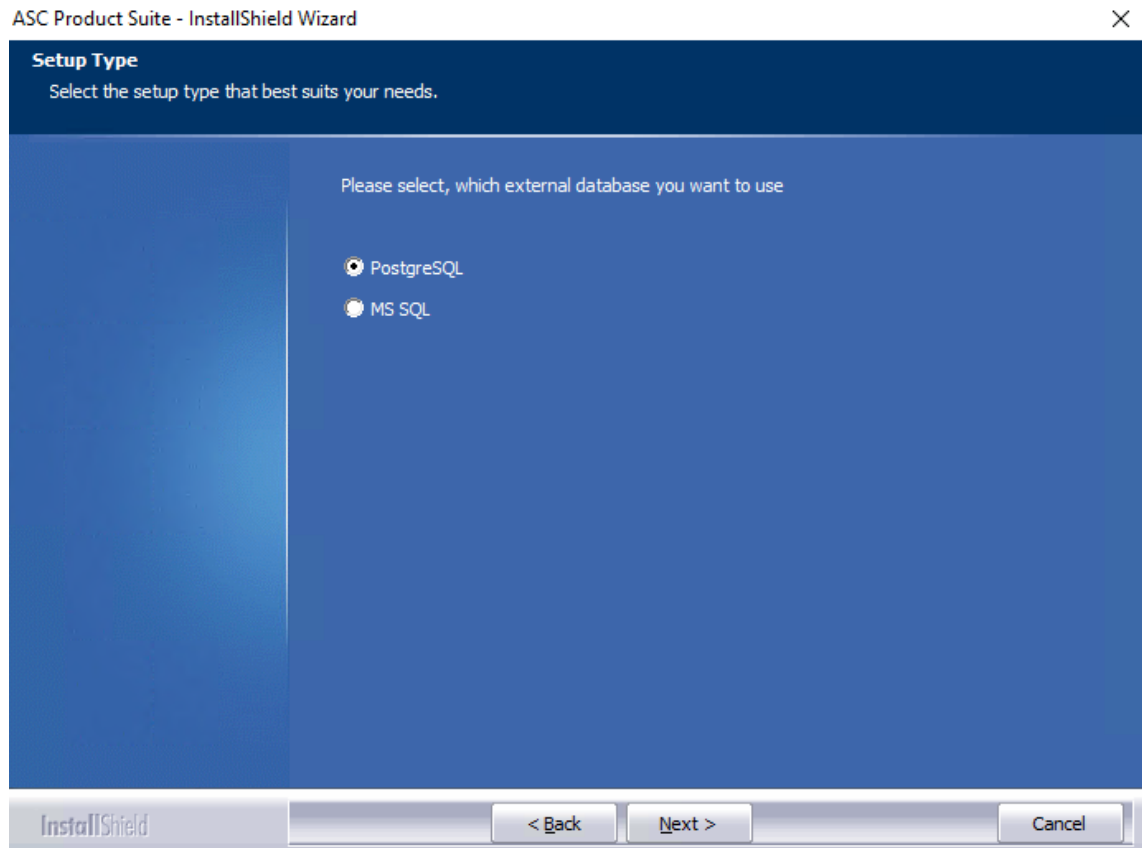 ASC Product Suite - InstallShield Wizard
Setup Type
Select the setup type that best suits your needs.
Please select, which external database you want to use
PostgreSQL
MS SQL
InstallShield
< Back
Next >
Cancel